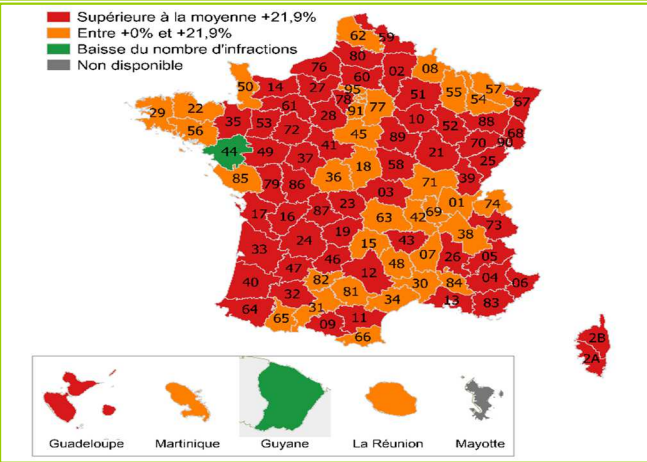 Supérieure à la moyenne +21,9%
Entre +0% et +21,9%
Baisse du nombre d'infractions
Non disponible
62 59
80
76 02 08
60
50 14 27 95 51 55 57
78 77 54 67
61 91
29 22 35 53 28 10 88
56 72 45 52 68
41 89 70 90
44 49 37 18 58 21 25
85 79 86 36 71 39
03
17 16 87 23 63 42 69 01 74
19 38 73
33 24 15 43
46 48 07 26 05
40 47 12
82 30 84 04 06
32 81
64 31 34 13 83
65 09 11
66
2B
2A
Guadeloupe Martinique Guyane La Réunion Mayotte